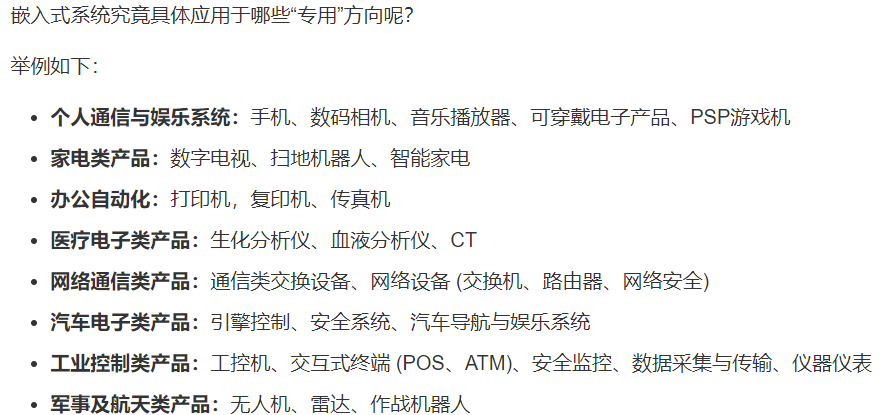 嵌入式系统究竟具体应用于哪些“专用”方向呢？
举例如下：
• 个人通信与娱乐系统：手机、数码相机、音乐播放器、可穿戴电子产品、PSP游戏机
• 家电类产品：数字电视、扫地机器人、智能家电
• 办公自动化：打印机，复印机、传真机
• 医疗电子类产品：生化分析仪、血液分析仪、CT
• 网络通信类产品：通信类交换设备、网络设备 (交换机、路由器、网络安全)
• 汽车电子类产品：引擎控制、安全系统、汽车导航与娱乐系统
• 工业控制类产品：工控机、交互式终端 (POS、ATM)、安全监控、数据采集与传输、仪器仪表
• 军事及航天类产品：无人机、雷达、作战机器人